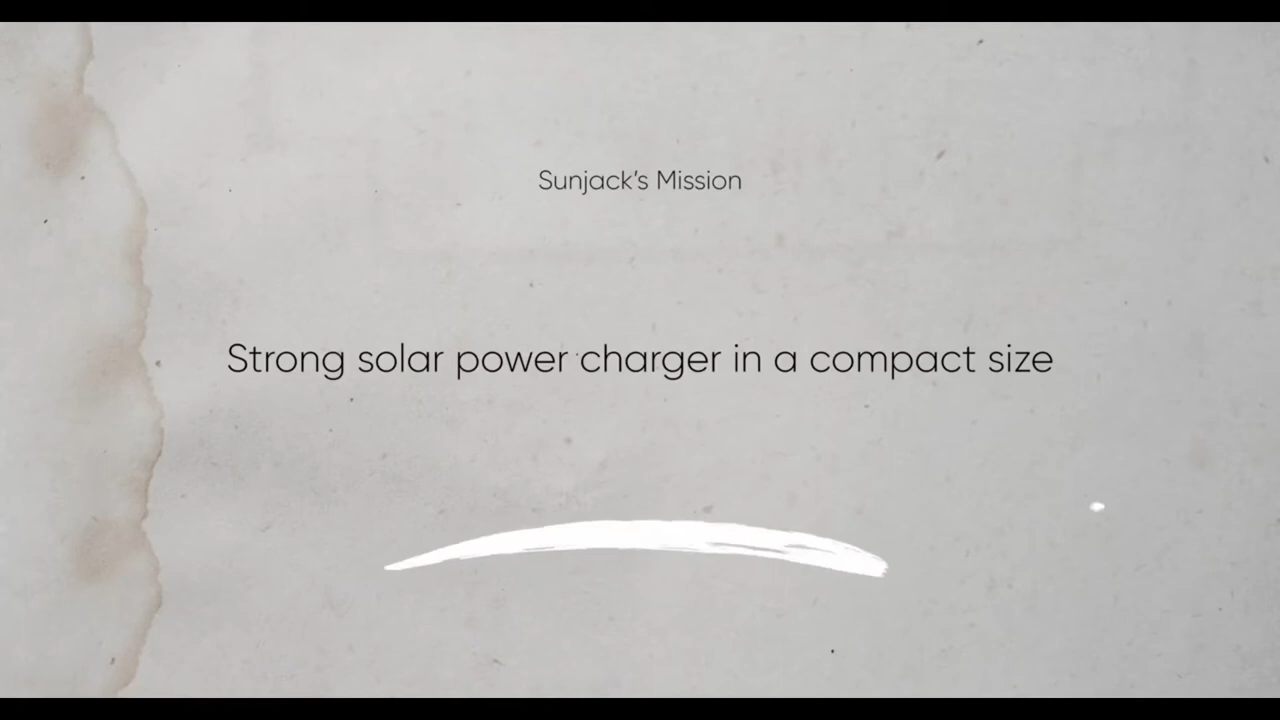 Sunjack’s Mission
Strong solar power charger in a compact size